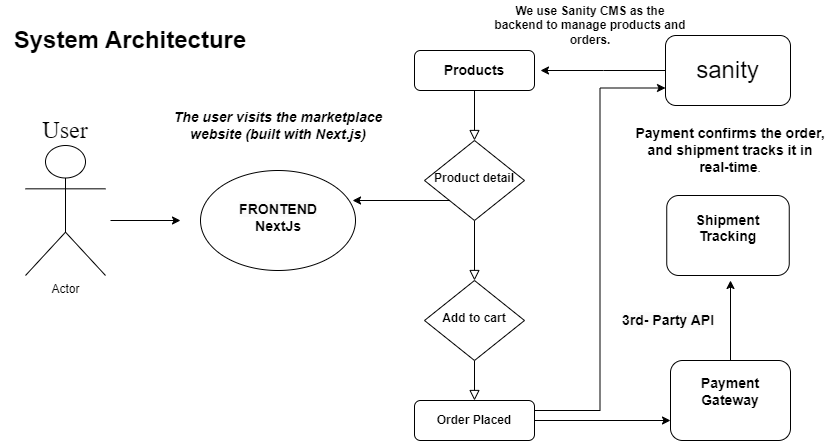 We use Sanity CMS as the
backend to manage products and
orders.
System Architecture
Products
sanity
The user visits the marketplace
website (built with Next.js)
User
Payment confirms the order,
and shipment tracks it in
real-time.
Product detail
FRONTEND
NextJs
Shipment
Tracking
Actor
Add to cart
3rd- Party API
Payment
Gateway
Order Placed